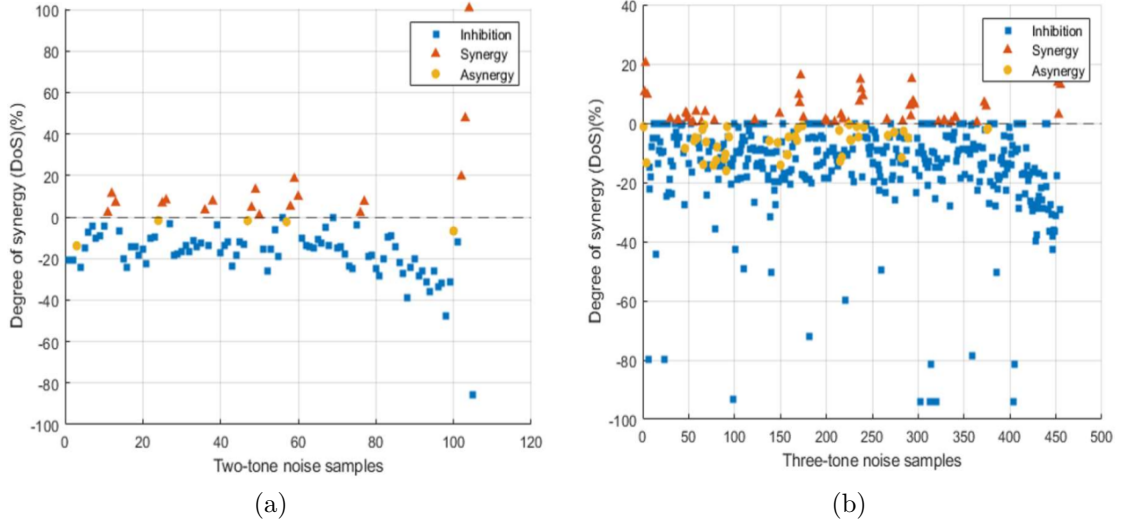 100
80
60
40
20
0
-20
-40
-60
-80
-100
Degree of synergy (DoS)(%)
Inhibition
Synergy
Asynergy
0 20 40 60 80 100 120
Two-tone noise samples
(a)
40
20
0
-20
-40
-60
-80
-100
Degree of synergy (DoS)(%)
Inhibition
Synergy
Asynergy
0 50 100 150 200 250 300 350 400 450 500
Three-tone noise samples
(b)